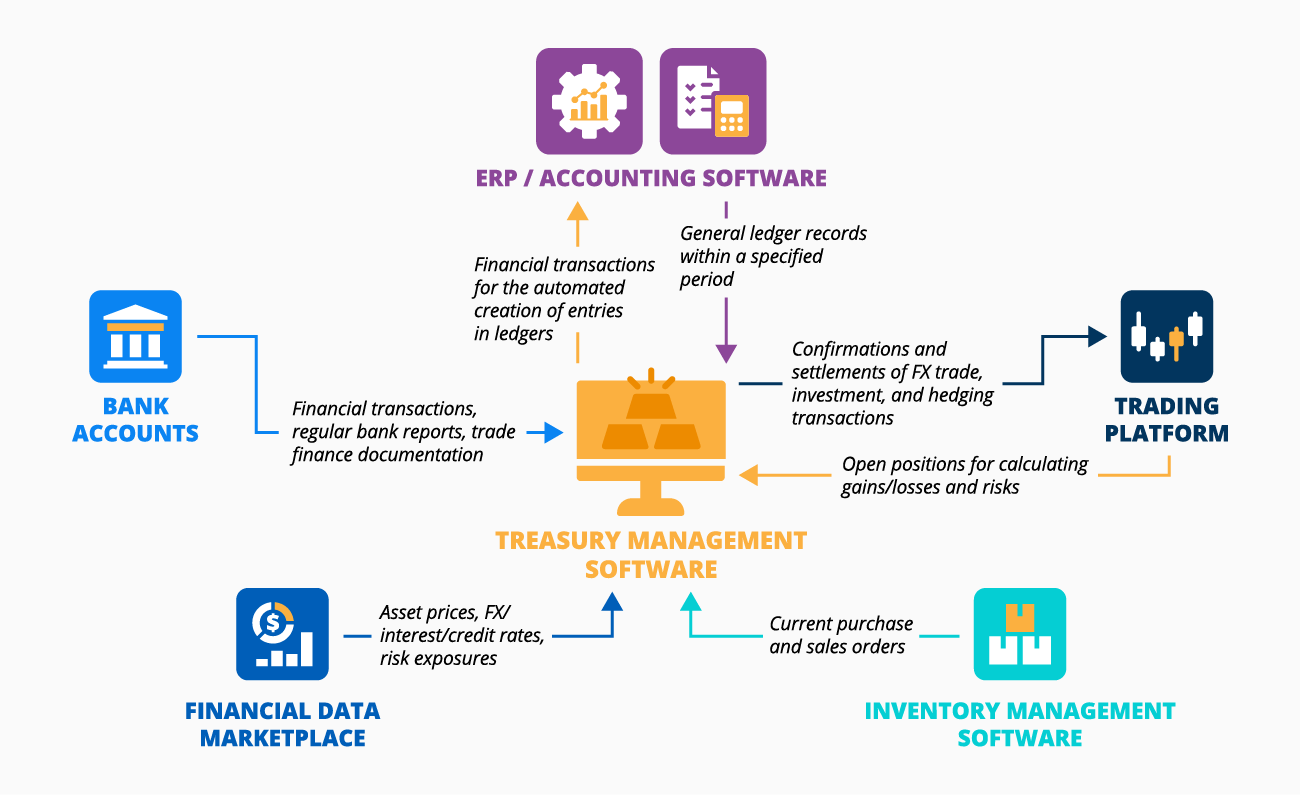 ERP / ACCOUNTING SOFTWARE
Financial transactions
for the automated
creation of entries
in ledgers
General ledger records
within a specified
period
BANK
ACCOUNTS
Financial transactions,
regular bank reports, trade
finance documentation
Confirmations and
settlements of FX trade,
investment, and hedging
transactions
TRADING
PLATFORM
Open positions for calculating
gains/losses and risks
TREASURY MANAGEMENT
SOFTWARE
$
Asset prices, FX/
interest/credit rates,
risk exposures
FINANCIAL DATA
MARKETPLACE
Current purchase
and sales orders
INVENTORY MANAGEMENT
SOFTWARE